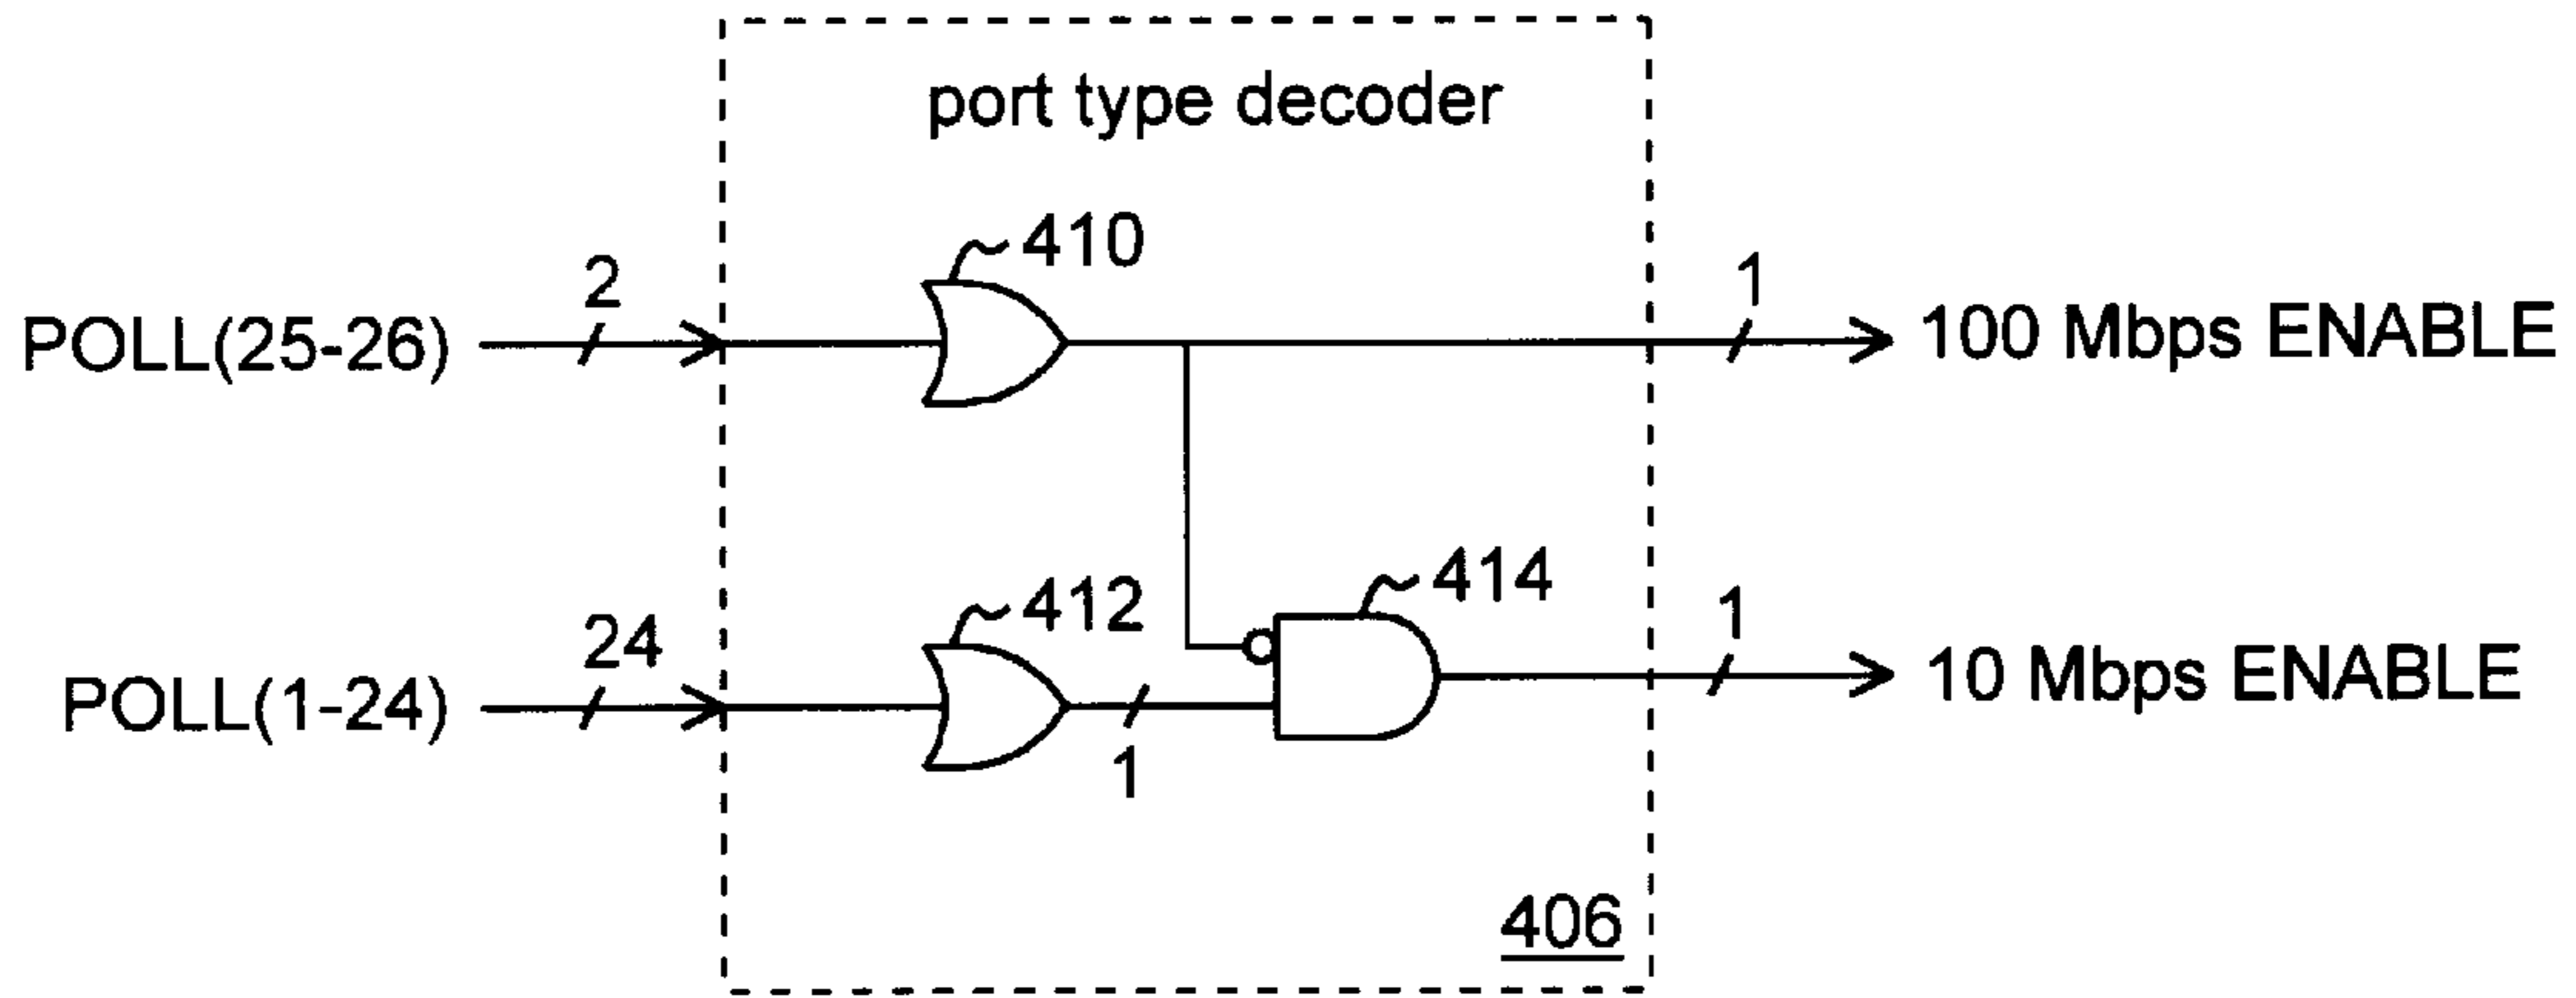 port type decoder
410
2
1
POLL(25-26)
100 Mbps ENABLE
412
414
24
1
POLL(1-24)
1
10 Mbps ENABLE
406